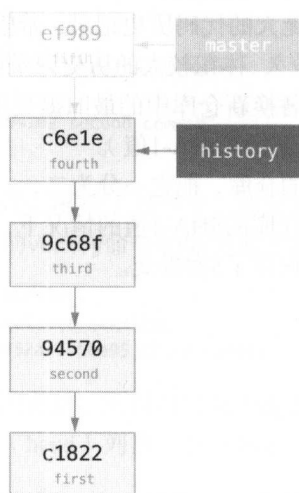 ef989 master
fifth
c6e1e
fourth history
9c68f
third
94570
second
c1822
first